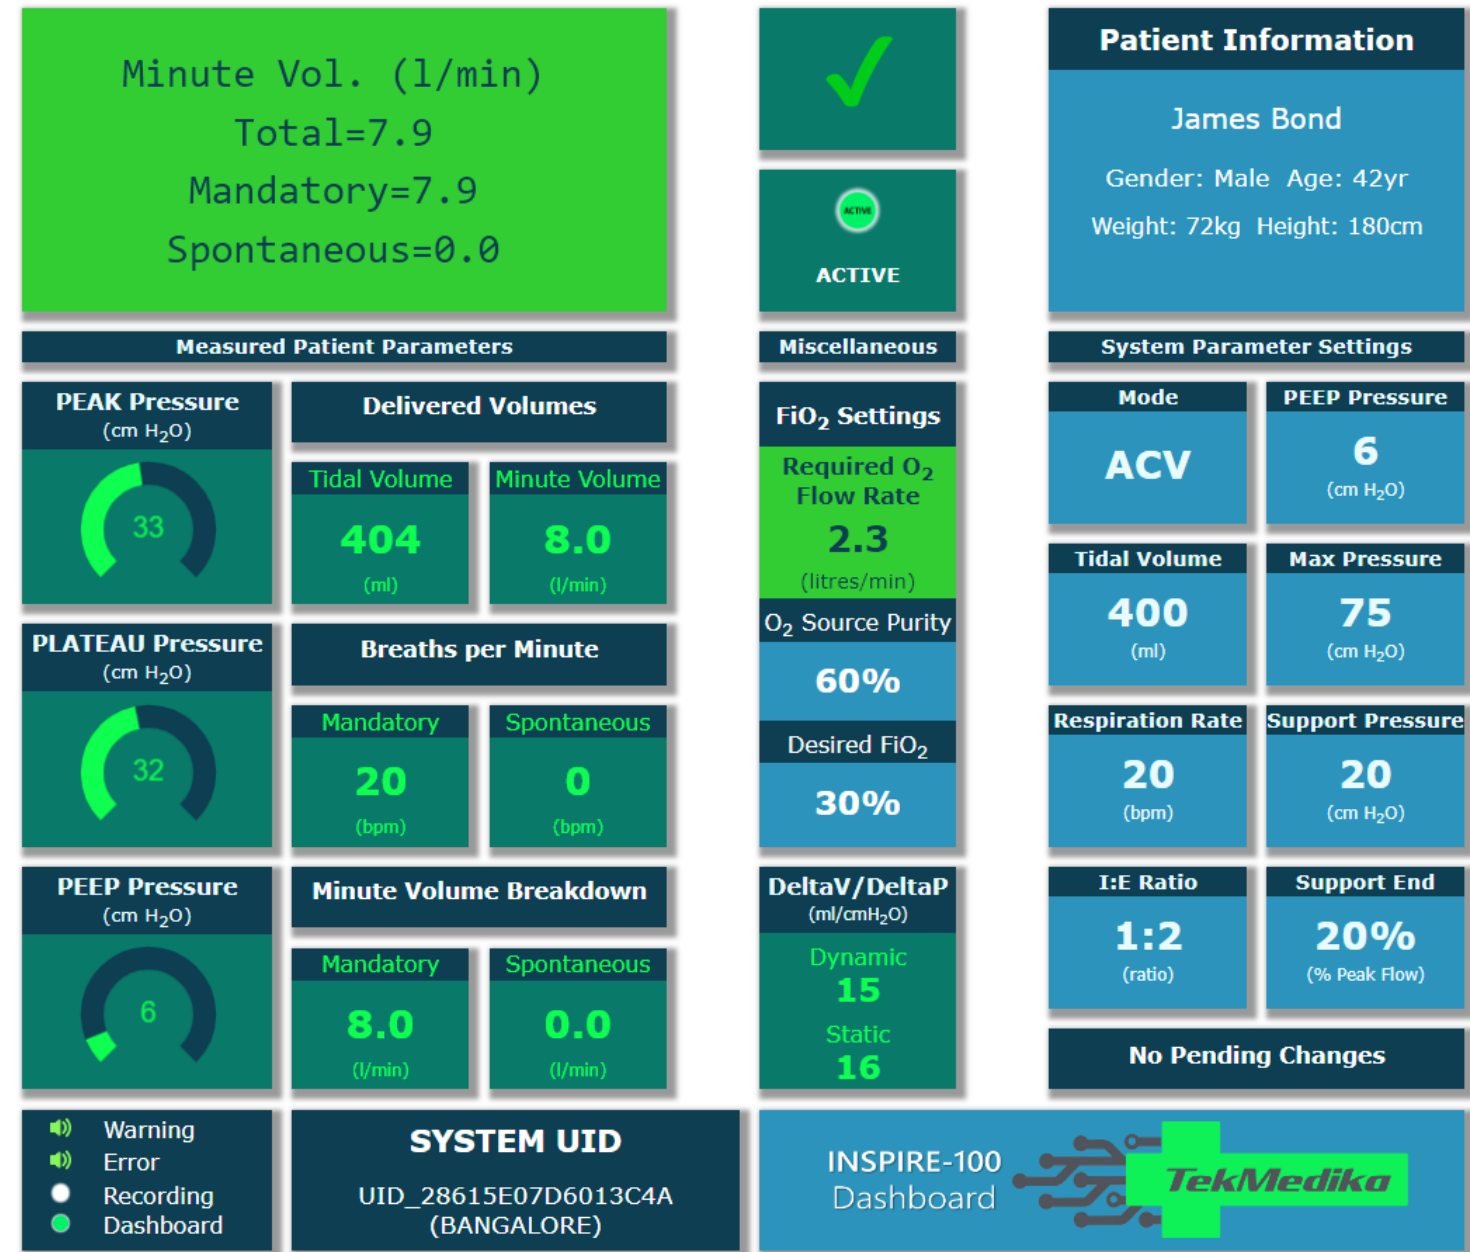 Minute Vol. (l/min)
Total=7.9
Mandatory=7.9
Spontaneous=0.0
ACTIVE
ACTIVE
Patient Information
James Bond
Gender: Male Age: 42yr
Weight: 72kg Height: 180cm
Measured Patient Parameters
PEAK Pressure
(cm H₂O)
33
Delivered Volumes
Tidal Volume
404
(ml)
Minute Volume
8.0
(l/min)
PLATEAU Pressure
(cm H₂O)
32
Breaths per Minute
Mandatory
20
(bpm)
Spontaneous
0
(bpm)
PEEP Pressure
(cm H₂O)
6
Minute Volume Breakdown
Mandatory
8.0
(l/min)
Spontaneous
0.0
(l/min)
Miscellaneous
FiO₂ Settings
Required O₂
Flow Rate
2.3
(litres/min)
O₂ Source Purity
60%
Desired FiO₂
30%
DeltaV/DeltaP
(ml/cmH₂O)
Dynamic
15
Static
16
System Parameter Settings
Mode
ACV
PEEP Pressure
6
(cm H₂O)
Tidal Volume
400
(ml)
Max Pressure
75
(cm H₂O)
Respiration Rate
20
(bpm)
Support Pressure
20
(cm H₂O)
I:E Ratio
1:2
(ratio)
Support End
20%
(% Peak Flow)
No Pending Changes
Warning
Error
Recording
Dashboard
SYSTEM UID
UID_28615E07D6013C4A
(BANGALORE)
INSPIRE-100
Dashboard
TekMedika